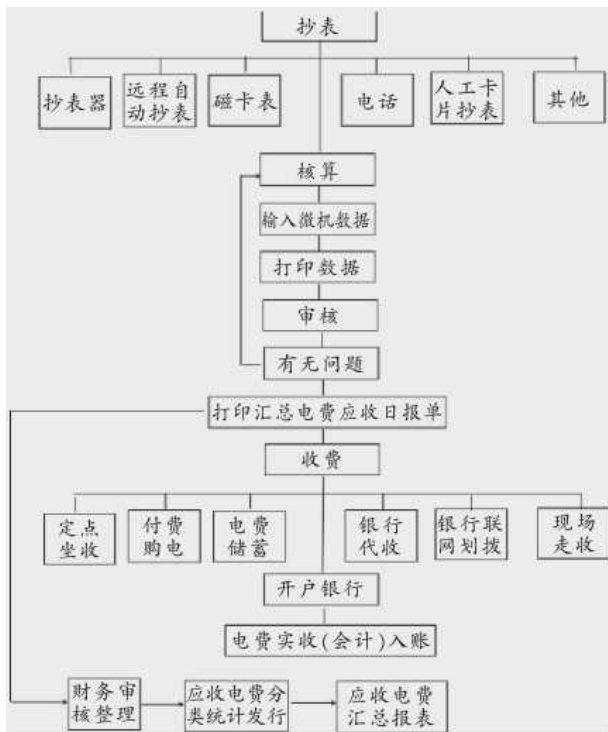 抄表
抄表器
远程自
动抄表
磁卡表
电话
人工卡
片抄表
其他
核算
输入微机数据
打印数据
审核
有无问题
打印汇总电费应收日报单
收费
定点
坐收
付费
购电
电费
储蓄
银行
代收
银行联
网划拨
现场
走收
开户银行
电费实收(会计)入账
财务审
核整理
应收电费分
类统计发行
应收电费
汇总报表